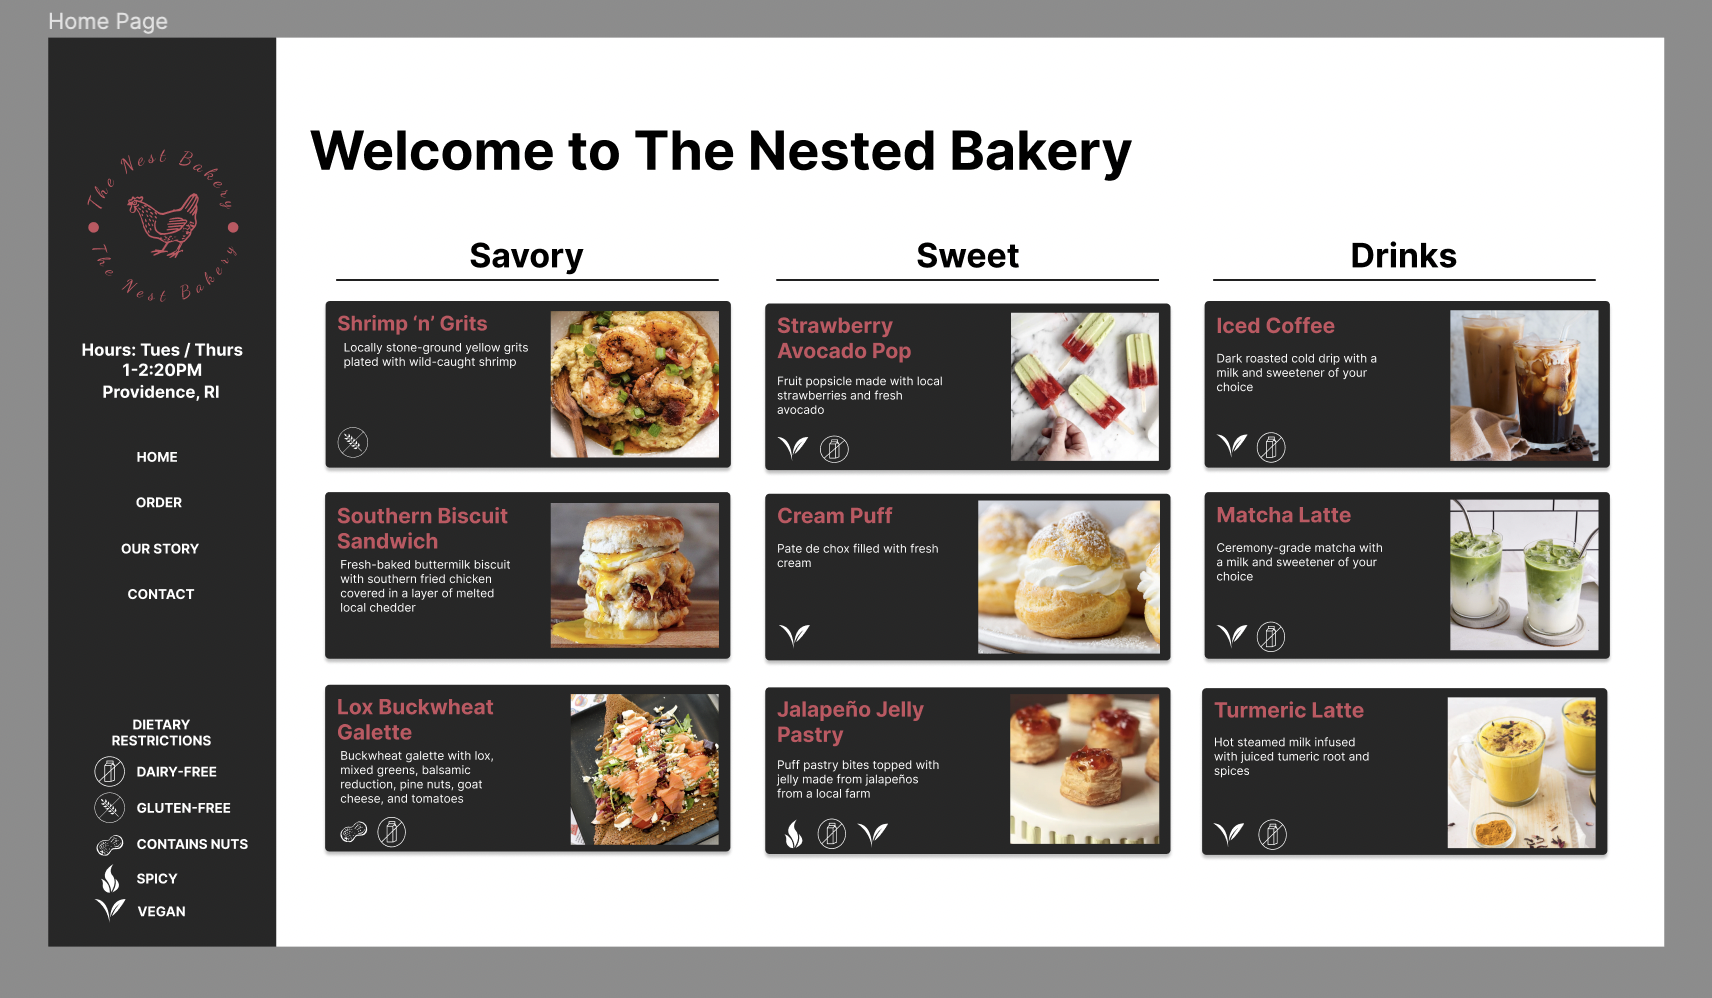 Home Page
The Nest Bakery
The Nest Bakery
Hours: Tues / Thurs
1-2:20PM
Providence, RI
HOME
ORDER
OUR STORY
CONTACT
DIETARY
RESTRICTIONS
DAIRY-FREE
GLUTEN-FREE
CONTAINS NUTS
SPICY
VEGAN
Welcome to The Nested Bakery
Savory
Shrimp ‘n’ Grits
Locally stone-ground yellow grits
plated with wild-caught shrimp
Southern Biscuit
Sandwich
Fresh-baked buttermilk biscuit
with southern fried chicken
covered in a layer of melted
local chedder
Lox Buckwheat
Galette
Buckwheat galette with lox,
mixed greens, balsamic
reduction, pine nuts, goat
cheese, and tomatoes
Sweet
Strawberry
Avocado Pop
Fruit popsicle made with local
strawberries and fresh
avocado
Cream Puff
Pate de chox filled with fresh
cream
Jalapeño Jelly
Pastry
Puff pastry bites topped with
jelly made from jalapeños
from a local farm
Drinks
Iced Coffee
Dark roasted cold drip with a
milk and sweetener of your
choice
Matcha Latte
Ceremony-grade matcha with
a milk and sweetener of your
choice
Turmeric Latte
Hot steamed milk infused
with juiced tumeric root and
spices